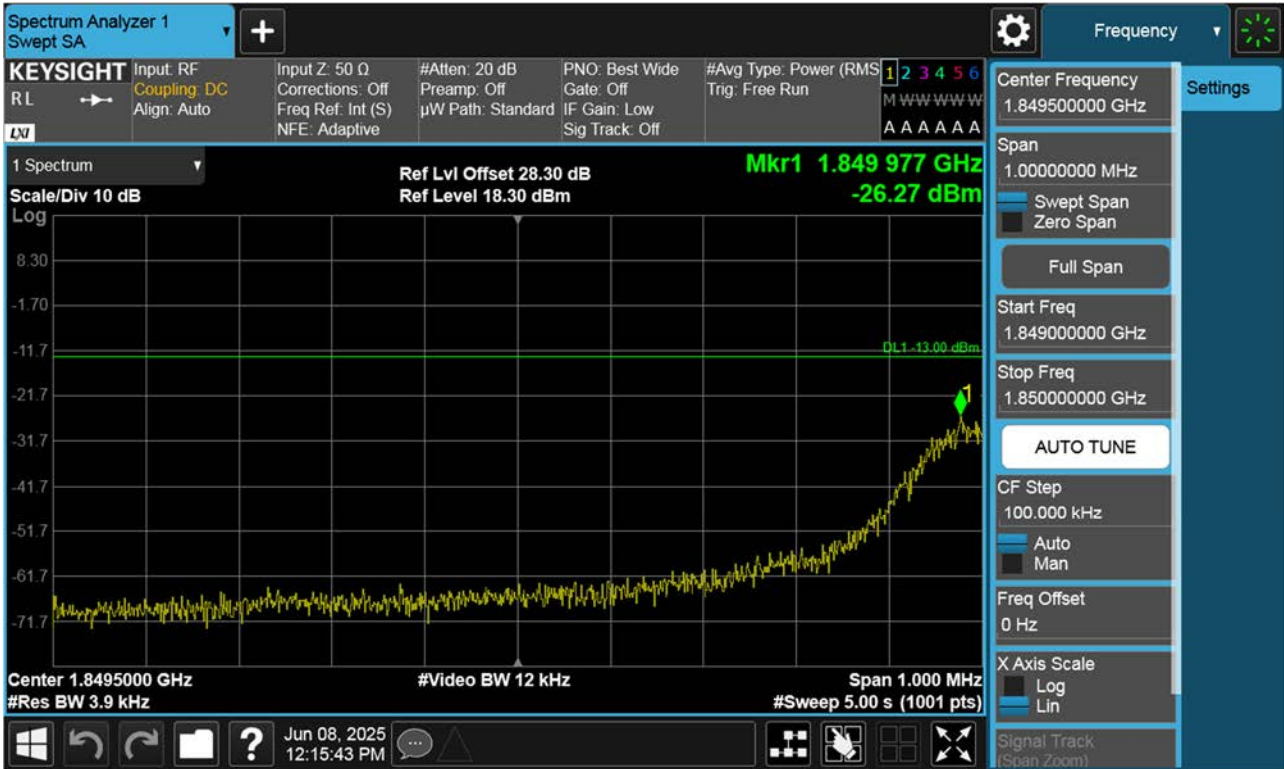 Spectrum Analyzer 1
Swept SA
Frequency
KEYSIGHT
RL
LXI
Input: RF
Coupling: DC
Align: Auto
Input Z: 50 Ω
Corrections: Off
Freq Ref: Int (S)
NFE: Adaptive
#Atten: 20 dB
Preamp: Off
µW Path: Standard
PNO: Best Wide
Gate: Off
IF Gain: Low
Sig Track: Off
#Avg Type: Power (RMS
Trig: Free Run
1 2 3 4 5 6
M W W W W W
A A A A A A
1 Spectrum
Scale/Div 10 dB
Log
Ref Lvl Offset 28.30 dB
Ref Level 18.30 dBm
Mkr1 1.849 977 GHz
-26.27 dBm
8.30
-1.70
-11.7
DL1 -13.00 dBm
-21.7
1
-31.7
-41.7
-51.7
-61.7
-71.7
Center 1.8495000 GHz
#Video BW 12 kHz
Span 1.000 MHz
#Res BW 3.9 kHz
#Sweep 5.00 s (1001 pts)
?
Jun 08, 2025
12:15:43 PM
Center Frequency
1.849500000 GHz
Settings
Span
1.00000000 MHz
Swept Span
Zero Span
Full Span
Start Freq
1.849000000 GHz
Stop Freq
1.850000000 GHz
AUTO TUNE
CF Step
100.000 kHz
Auto
Man
Freq Offset
0 Hz
X Axis Scale
Log
Lin
Signal Track
(Span Zoom)